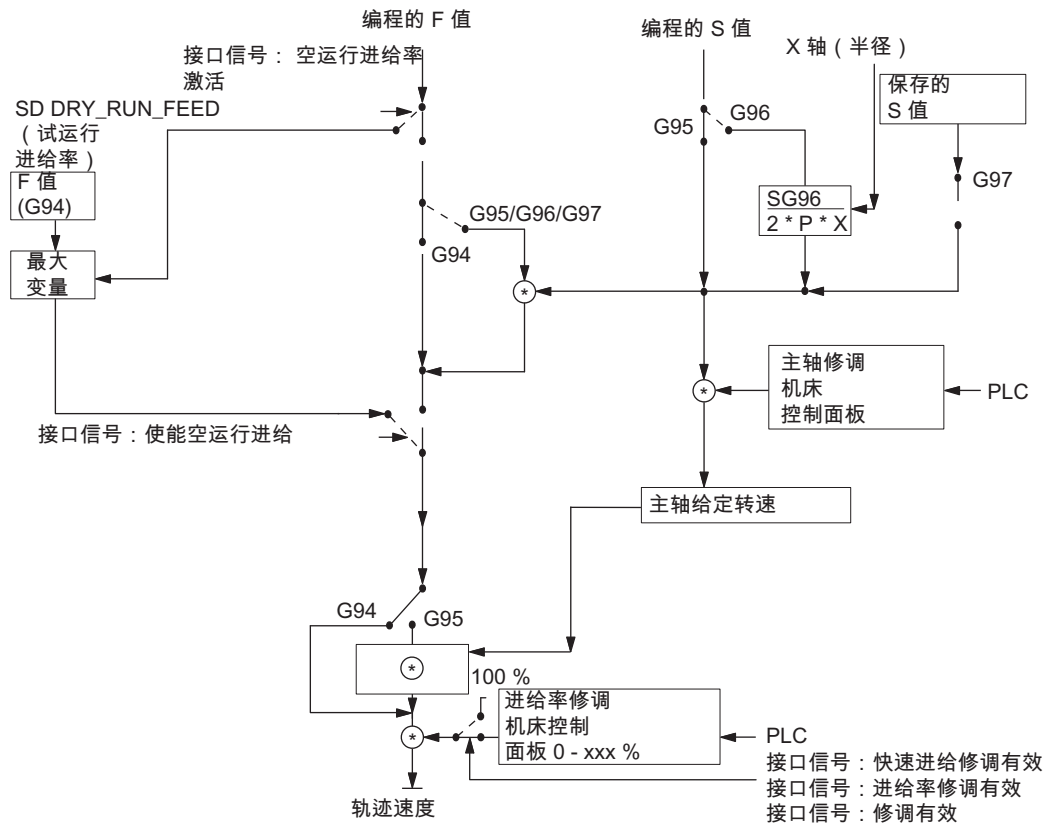 编程的 F 值
编程的 S 值
接口信号： 空运行进给率
激活
X 轴（半径）
保存的
S 值
SD DRY_RUN_FEED
（试运行
进给率）
F 值
(G94)
G95
G96
G97
SG96
2 * P * X
G95/G96/G97
G94
最大
变量
*
主轴修调
机床
控制面板
*
PLC
接口信号：使能空运行进给
主轴给定转速
G94
G95
*
100 %
进给率修调
机床控制
面板 0 - xxx %
*
PLC
接口信号：快速进给修调有效
接口信号：进给率修调有效
接口信号：修调有效
轨迹速度